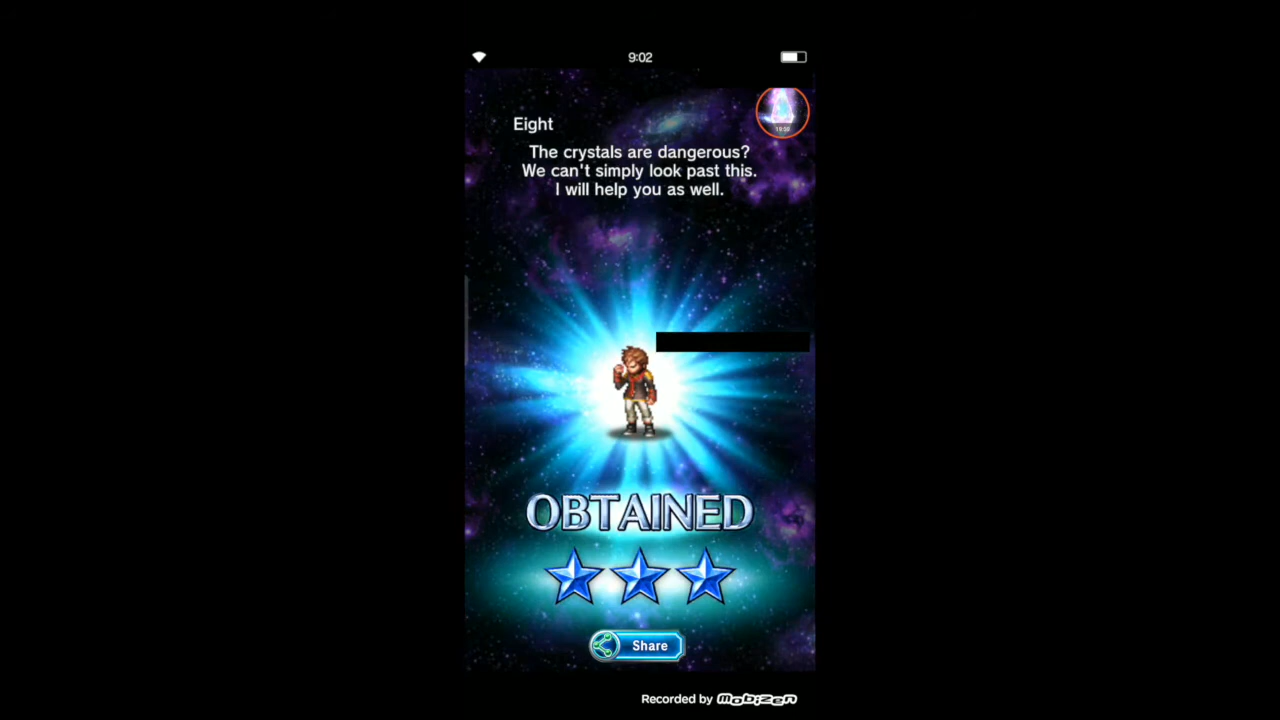 9:02
Eight
The crystals are dangerous?
We can't simply look past this.
I will help you as well.
OBTAINED
Share
Recorded by mobizen